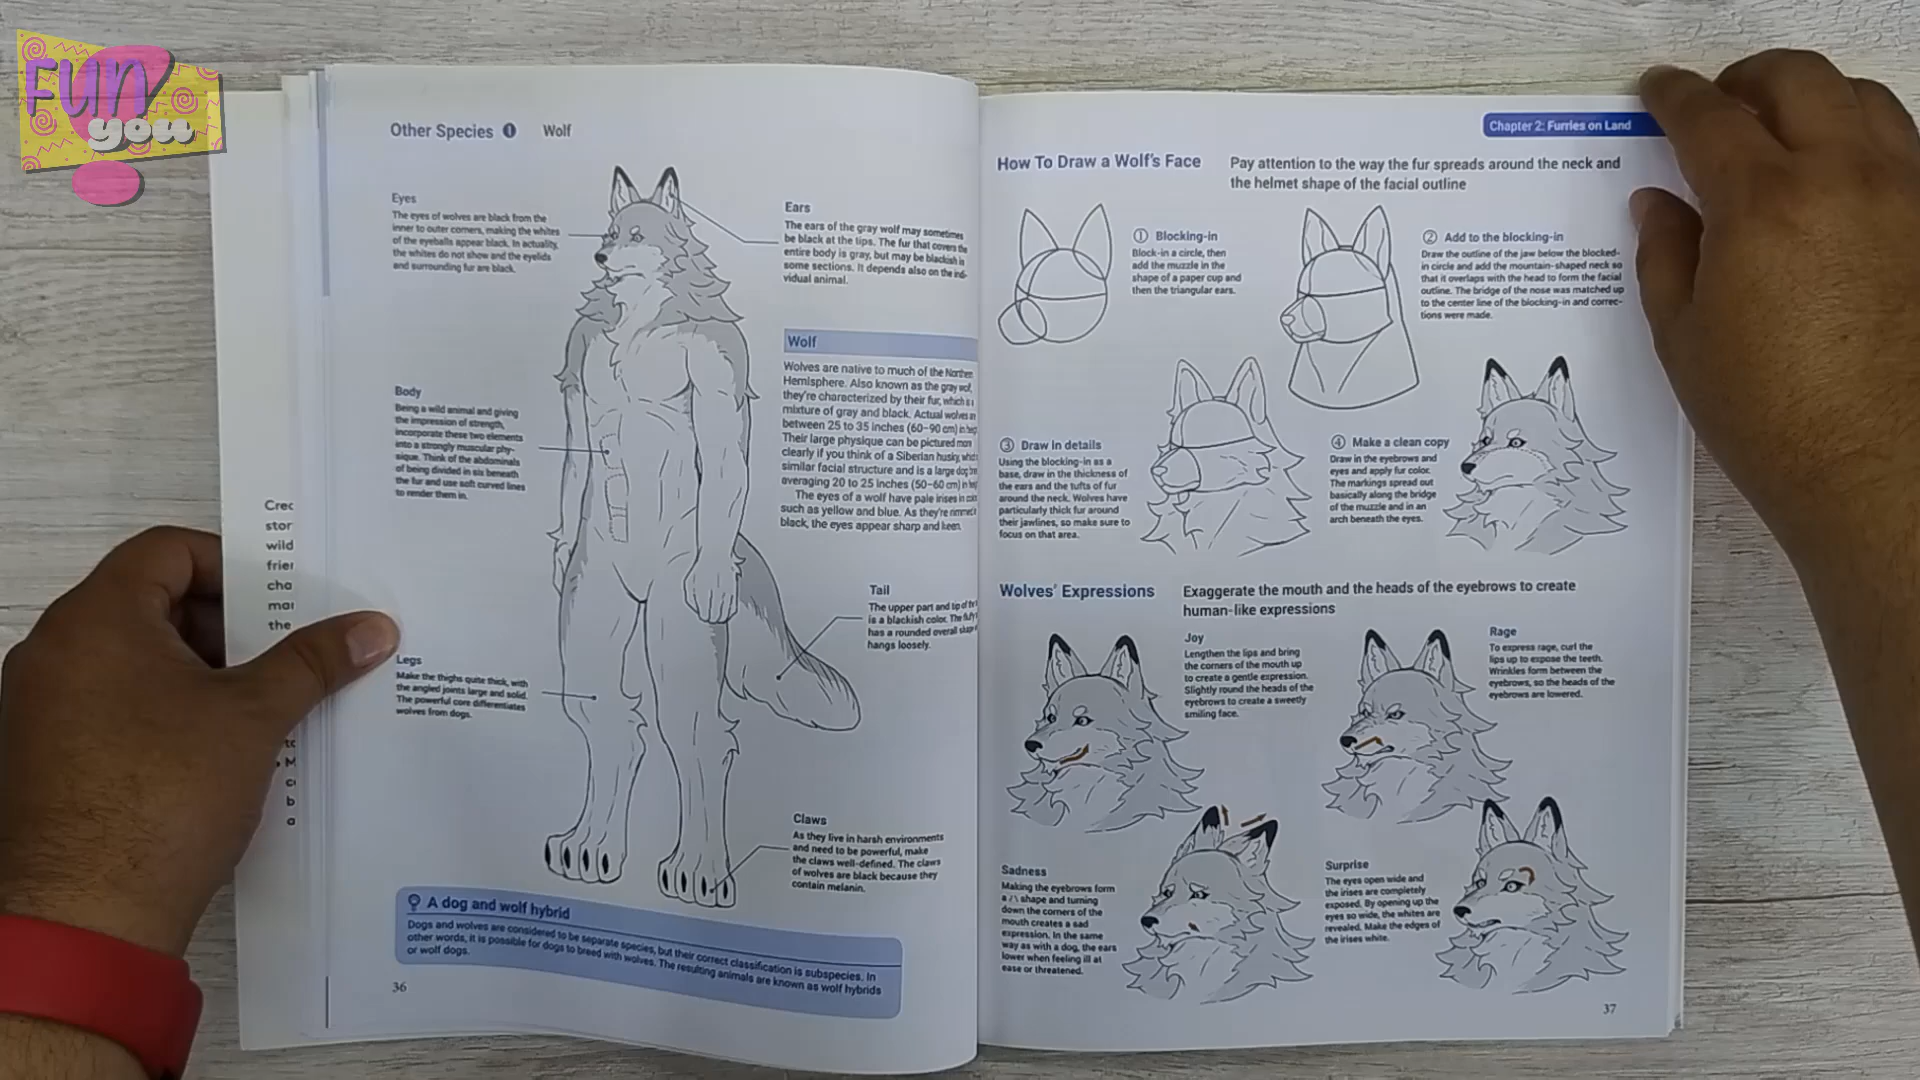 FUN
you
Other Species 1 Wolf
Eyes
The eyes of wolves are black from the
inner to outer corners, making the whites
of the eyeballs appear black. In actuality,
the whites do not show and the eyelids
and surrounding fur are black.
Ears
The ears of the gray wolf may sometimes
be black at the tips. The fur that covers the
entire body is gray, but may be blackish in
some sections. It depends also on the indi-
vidual animal.
Wolf
Wolves are native to much of the Northern
Hemisphere. Also known as the gray wolf,
they're characterized by their fur, which is a
mixture of gray and black. Actual wolves are
between 25 to 35 inches (60–90 cm) in
Their large physique can be pictured more
clearly if you think of a Siberian husky, which
similar facial structure and is a large dog
averaging 20 to 25 inches (50–60 cm) in
The eyes of a wolf have pale irises in
such as yellow and blue. As they're rimmed
black, the eyes appear sharp and keen.
Body
Being a wild animal and giving
the impression of strength,
incorporate these two elements
into a strongly muscular phy-
sique. Think of the abdominals
of being divided in six beneath
the fur and use soft curved lines
to render them in.
Tail
The upper part and tip of
is a blackish color. The fluffy
has a rounded overall shape
hangs loosely.
Legs
Make the thighs quite thick, with
the angled joints large and solid.
The powerful core differentiates
wolves from dogs.
Claws
As they live in harsh environments
and need to be powerful, make
the claws well-defined. The claws
of wolves are black because they
contain melanin.
A dog and wolf hybrid
Dogs and wolves are considered to be separate species, but their correct classification is subspecies. In
other words, it is possible for dogs to breed with wolves. The resulting animals are known as wolf hybrids
or wolf dogs.
36
Crec
stor
wild
frier
cha
mar
the
to
M
c
b
a
Chapter 2: Furries on Land
How To Draw a Wolf's Face
Pay attention to the way the fur spreads around the neck and
the helmet shape of the facial outline
① Blocking-in
Block-in a circle, then
add the muzzle in the
shape of a paper cup and
then the triangular ears.
② Add to the blocking-in
Draw the outline of the jaw below the blocked-
in circle and add the mountain-shaped neck so
that it overlaps with the head to form the facial
outline. The bridge of the nose was matched up
to the center line of the blocking-in and correc-
tions were made.
③ Draw in details
Using the blocking-in as a
base, draw in the thickness of
the ears and the tufts of fur
around the neck. Wolves have
particularly thick fur around
their jawlines, so make sure to
focus on that area.
④ Make a clean copy
Draw in the eyebrows and
eyes and apply fur color.
The markings spread out
basically along the bridge
of the muzzle and in an
arch beneath the eyes.
Wolves' Expressions
Exaggerate the mouth and the heads of the eyebrows to create
human-like expressions
Joy
Lengthen the lips and bring
the corners of the mouth up
to create a gentle expression.
Slightly round the heads of the
eyebrows to create a sweetly
smiling face.
Rage
To express rage, curl the
lips up to expose the teeth.
Wrinkles form between the
eyebrows, so the heads of the
eyebrows are lowered.
Sadness
Making the eyebrows form
a / \ shape and turning
down the corners of the
mouth creates a sad
expression. In the same
way as with a dog, the ears
lower when feeling ill at
ease or threatened.
Surprise
The eyes open wide and
the irises are completely
exposed. By opening up the
eyes so wide, the whites are
revealed. Make the edges of
the irises white.
37